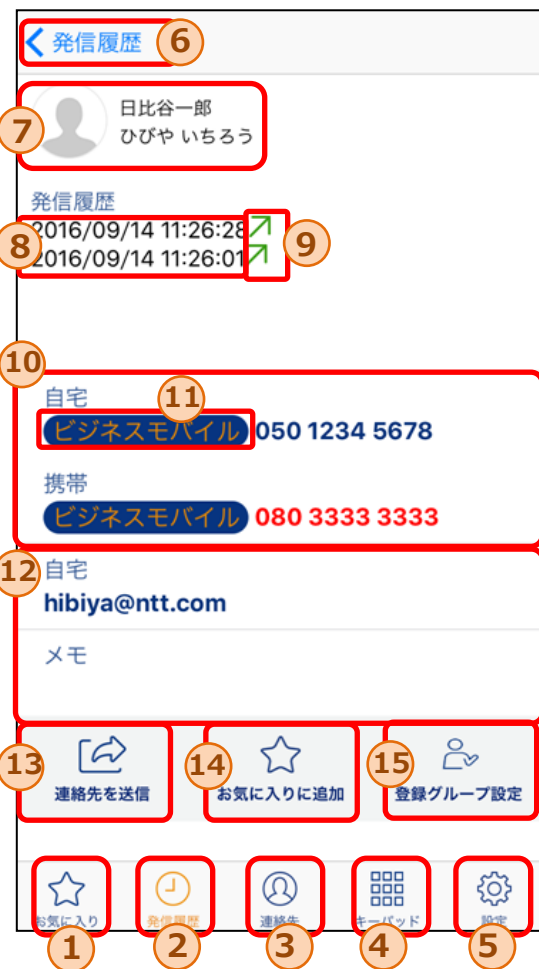 発信履歴 6
7
日比谷一郎
ひびや いちろう
発信履歴
8 2016/09/14 11:26:28 9
2016/09/14 11:26:01
10
自宅 11
ビジネスモバイル 050 1234 5678
携帯
ビジネスモバイル 080 3333 3333
12 自宅
hibiya@ntt.com
メモ
13 14 15
連絡先を送信 お気に入りに追加 登録グループ設定
お気に入り 発信履歴 連絡先 キーパッド 設定
1 2 3 4 5